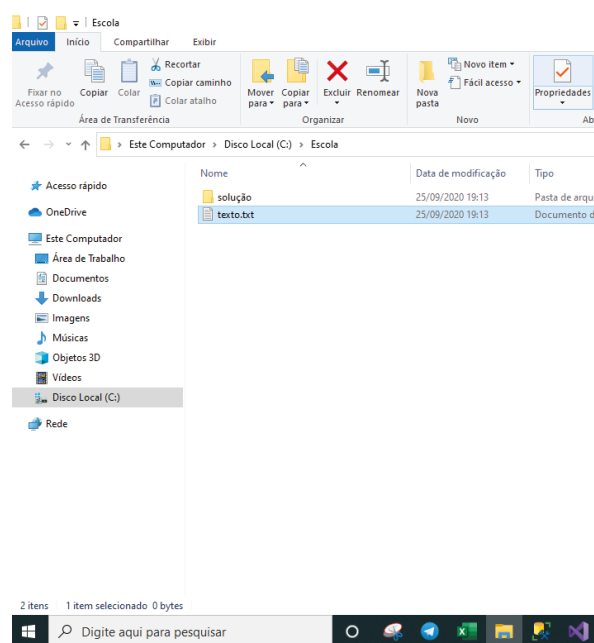 Escola
Arquivo Início Compartilhar Exibir
Fixar no Acesso rápido
Copiar
Colar
Recortar
Copiar caminho
Colar atalho
Área de Transferência
Mover para
Copiar para
Excluir
Renomear
Organizar
Nova pasta
Novo item
Fácil acesso
Novo
Propriedades
Ab
Este Computador > Disco Local (C:) > Escola
Nome Data de modificação Tipo
solução 25/09/2020 19:13 Pasta de arqu
texto.txt 25/09/2020 19:13 Documento d
Acesso rápido
OneDrive
Este Computador
Área de Trabalho
Documentos
Downloads
Imagens
Músicas
Objetos 3D
Vídeos
Disco Local (C:)
Rede
2 itens 1 item selecionado 0 bytes
Digite aqui para pesquisar